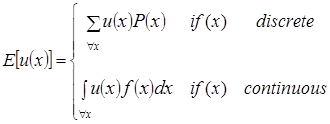 E[u(x)] = { ∑∀x u(x)P(x) if (x) discrete
∫∀x u(x) f(x)dx if (x) continuous